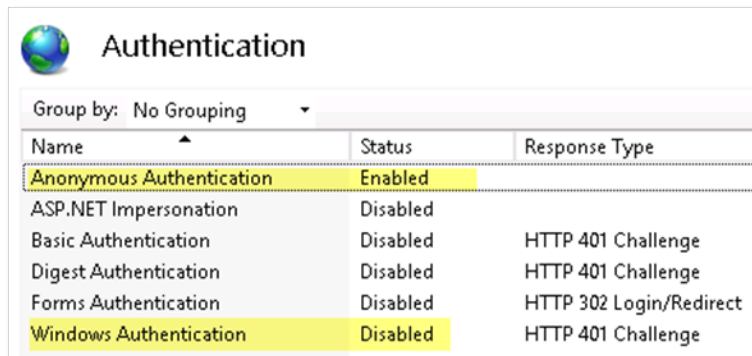 Authentication
Group by: No Grouping
Name Status Response Type
Anonymous Authentication Enabled
ASP.NET Impersonation Disabled
Basic Authentication Disabled HTTP 401 Challenge
Digest Authentication Disabled HTTP 401 Challenge
Forms Authentication Disabled HTTP 302 Login/Redirect
Windows Authentication Disabled HTTP 401 Challenge